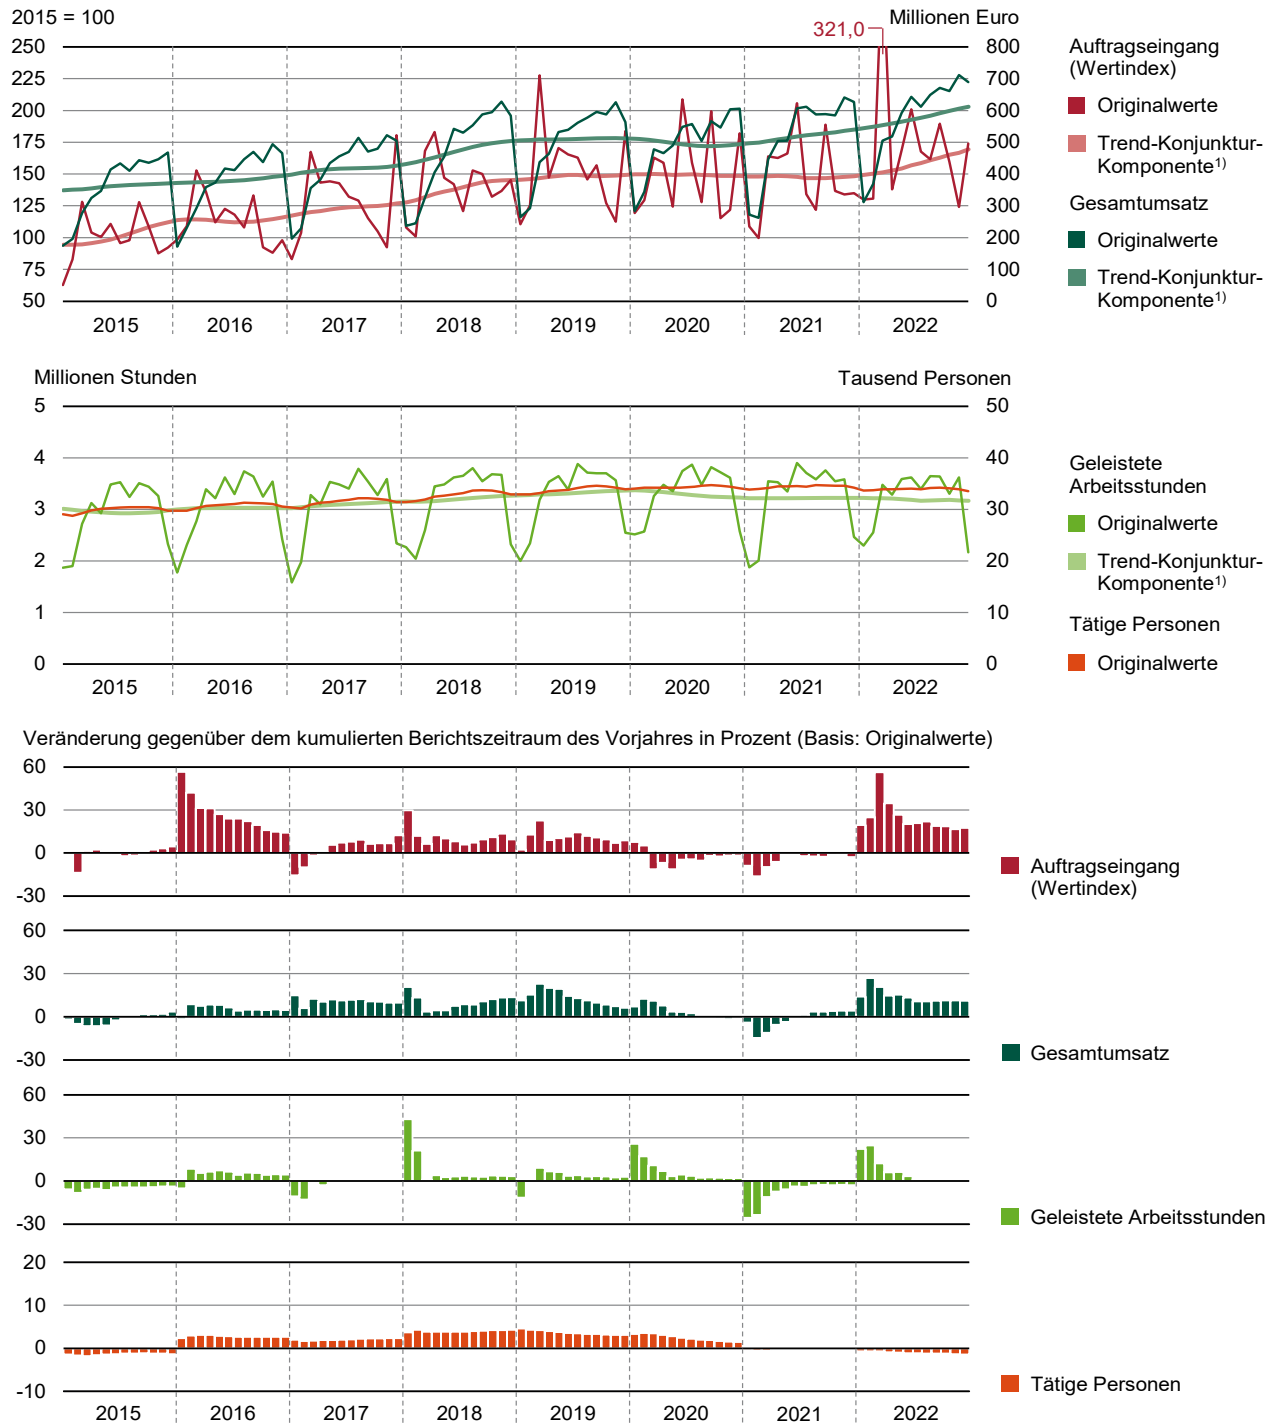 2015 = 100
Millionen Euro
321,0
250
225
200
175
150
125
100
75
50
800
700
600
500
400
300
200
100
0
2015 2016 2017 2018 2019 2020 2021 2022
Auftragseingang
(Wertindex)
Originalwerte
Trend-Konjunktur-
Komponente1)
Gesamtumsatz
Originalwerte
Trend-Konjunktur-
Komponente1)
Millionen Stunden
Tausend Personen
5
4
3
2
1
0
50
40
30
20
10
0
2015 2016 2017 2018 2019 2020 2021 2022
Geleistete
Arbeitsstunden
Originalwerte
Trend-Konjunktur-
Komponente1)
Tätige Personen
Originalwerte
Veränderung gegenüber dem kumulierten Berichtszeitraum des Vorjahres in Prozent (Basis: Originalwerte)
60
30
0
-30
Auftragseingang
(Wertindex)
60
30
0
-30
Gesamtumsatz
60
30
0
-30
Geleistete Arbeitsstunden
20
10
0
-10
Tätige Personen
2015 2016 2017 2018 2019 2020 2021 2022